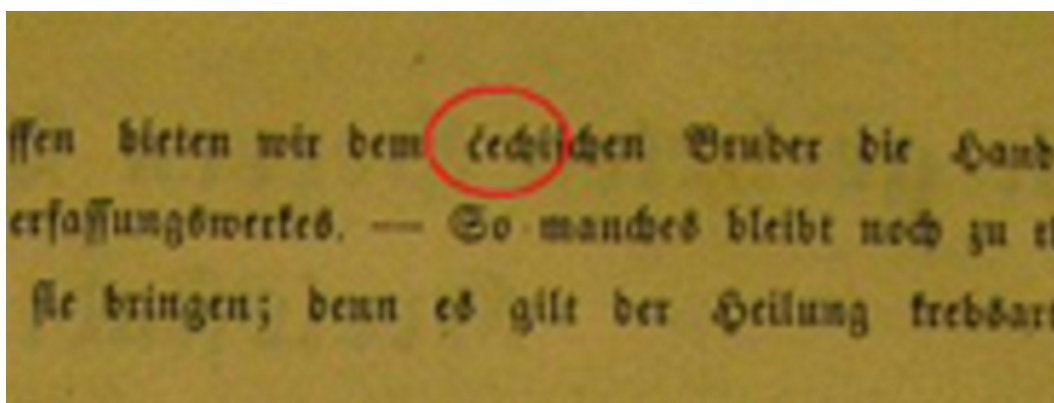 ffen bieten wir dem čechischen Bruder die Hand
erfassungswerkes. — So manches bleibt noch zu
sie bringen; denn es gilt der Heilung krebsar